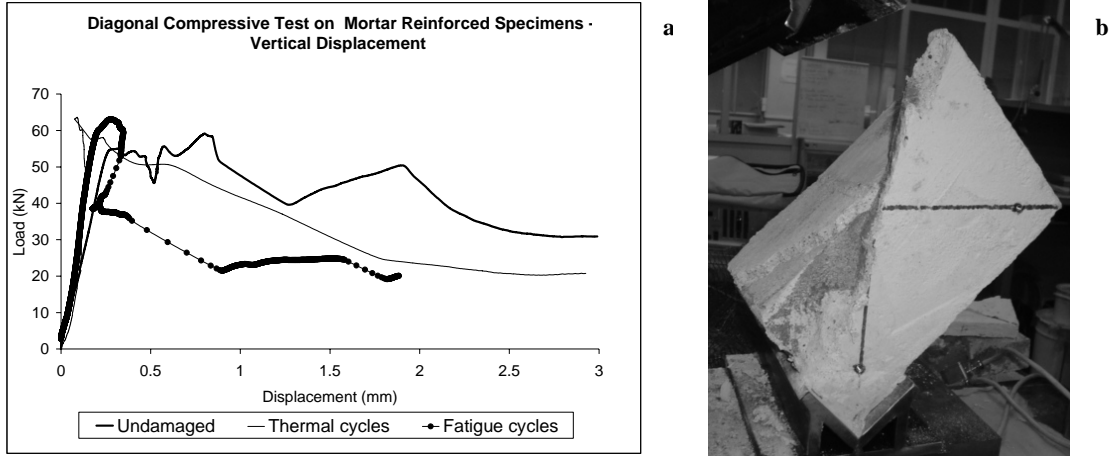 Diagonal Compressive Test on Mortar Reinforced Specimens -
Vertical Displacement
a
b
70
60
50
40
30
20
10
0
Load (kN)
0 0.5 1 1.5 2 2.5 3
Displacement (mm)
Undamaged Thermal cycles Fatigue cycles